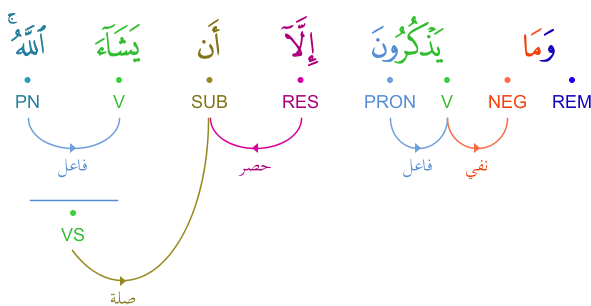 وَمَا يَذْكُرُونَ إِلَّآ أَن يَشَآءَ ٱللَّهُ ۚ
REM NEG V PRON RES SUB V PN
نفي فاعل حصر فاعل
VS
صلة